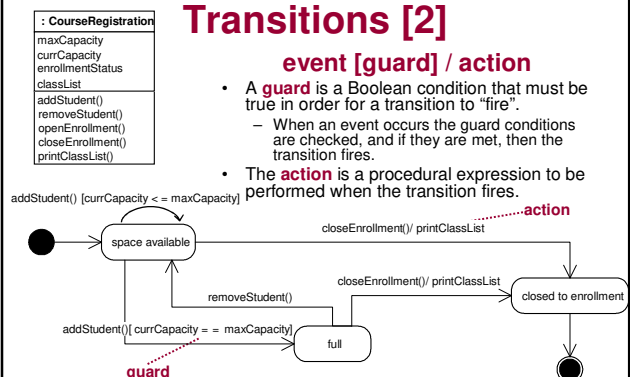 Transitions [2]
: CourseRegistration
maxCapacity
currCapacity
enrollmentStatus
classList
addStudent()
removeStudent()
openEnrollment()
closeEnrollment()
printClassList()
event [guard] / action
• A guard is a Boolean condition that must be
true in order for a transition to “fire”.
– When an event occurs the guard conditions
are checked, and if they are met, then the
transition fires.
• The action is a procedural expression to be
performed when the transition fires.
addStudent() [currCapacity < = maxCapacity]
action
closeEnrollment()/ printClassList
space available
closeEnrollment()/ printClassList
closed to enrollment
removeStudent()
addStudent()[ currCapacity = = maxCapacity]
full
guard